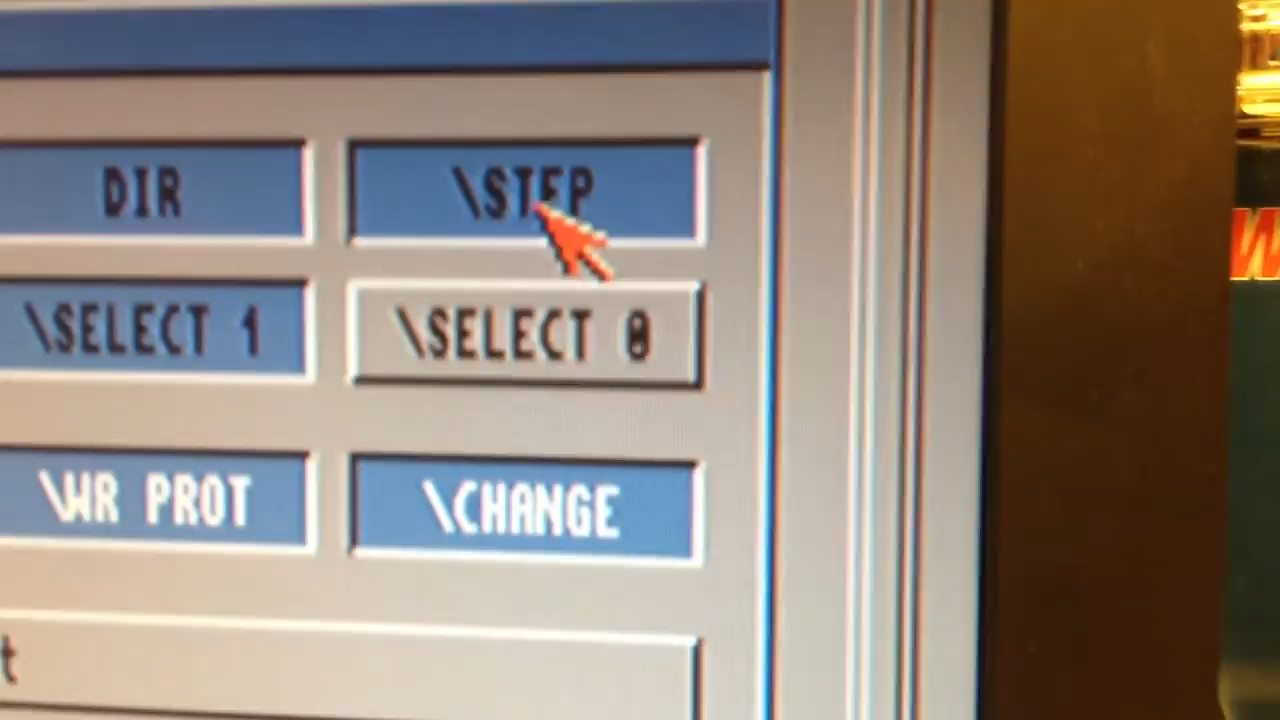 DIR
\STEP
\SELECT 1
\SELECT 0
\WR PROT
\CHANGE
t
W